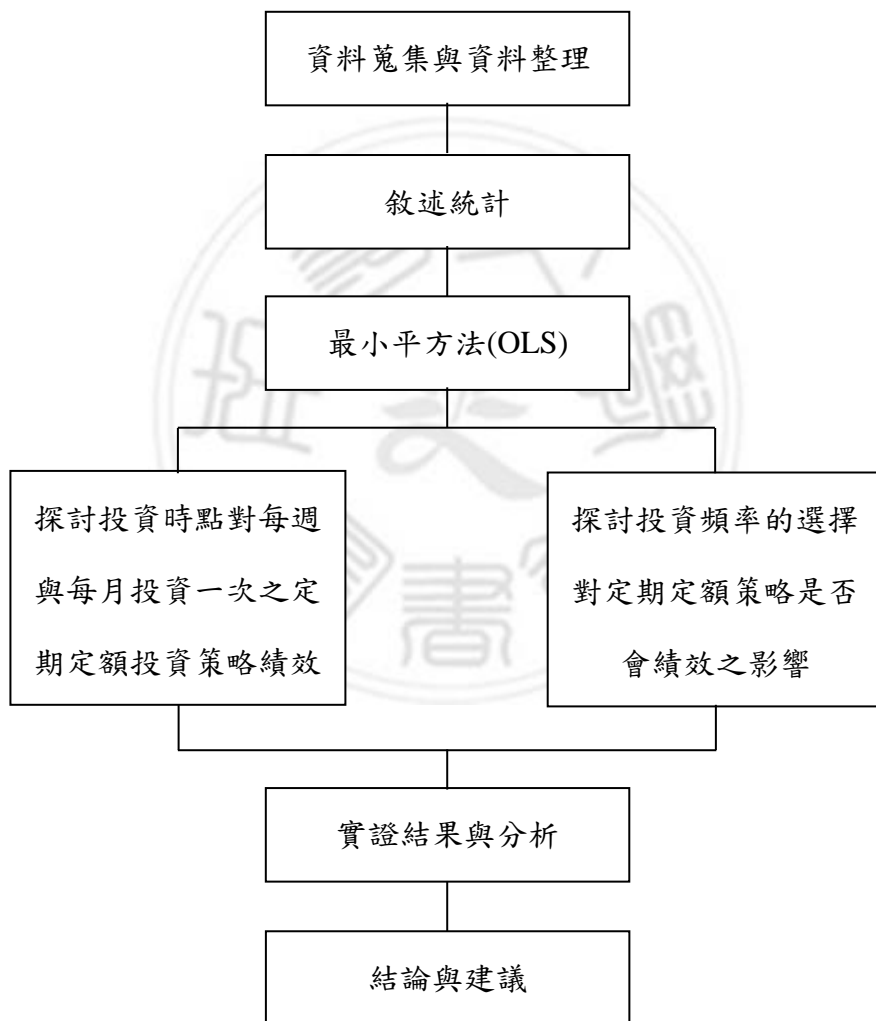 資料蒐集與資料整理
敘述統計
最小平方法(OLS)
探討投資時點對每週
與每月投資一次之定
期定額投資策略績效
探討投資頻率的選擇
對定期定額策略是否
會績效之影響
實證結果與分析
結論與建議